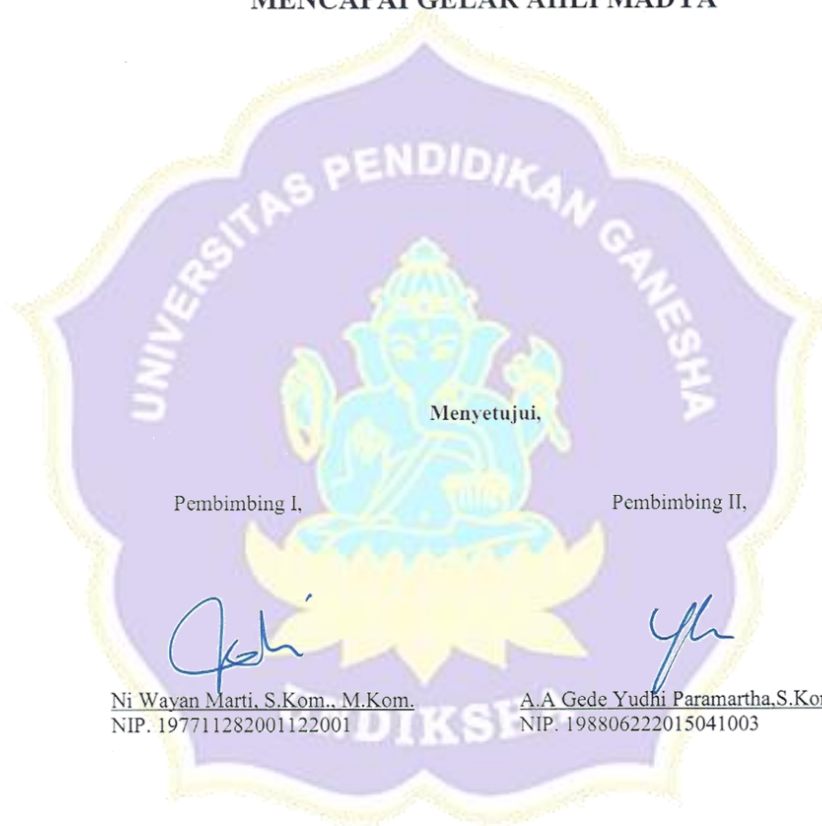 MENCAPAI GELAR AHLI MADYA
UNIVERSITAS PENDIDIKAN GANESHA
Menyetujui,
Pembimbing I,
Pembimbing II,
Ni Wayan Marti, S.Kom., M.Kom.
A.A Gede Yudhi Paramartha,S.Kom
NIP. 197711282001122001
NIP. 198806222015041003
UNDIKSHA